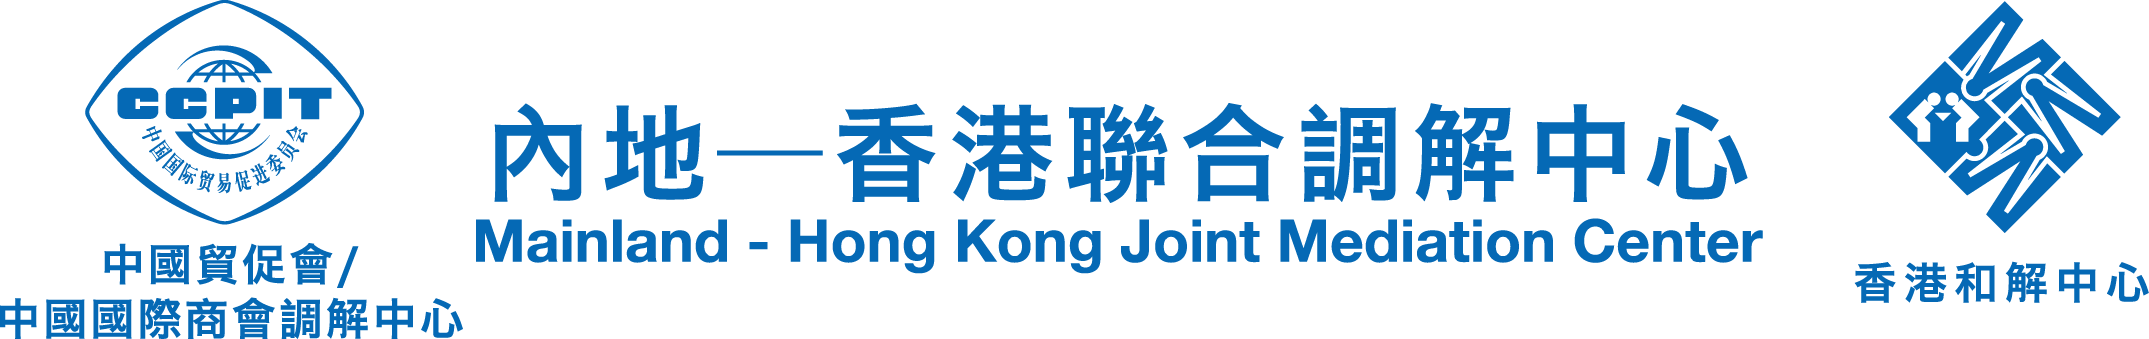 CCPIT
中国国际贸易促进委员会
中國貿促會/
中國國際商會調解中心
內地—香港聯合調解中心
Mainland - Hong Kong Joint Mediation Center
香港和解中心